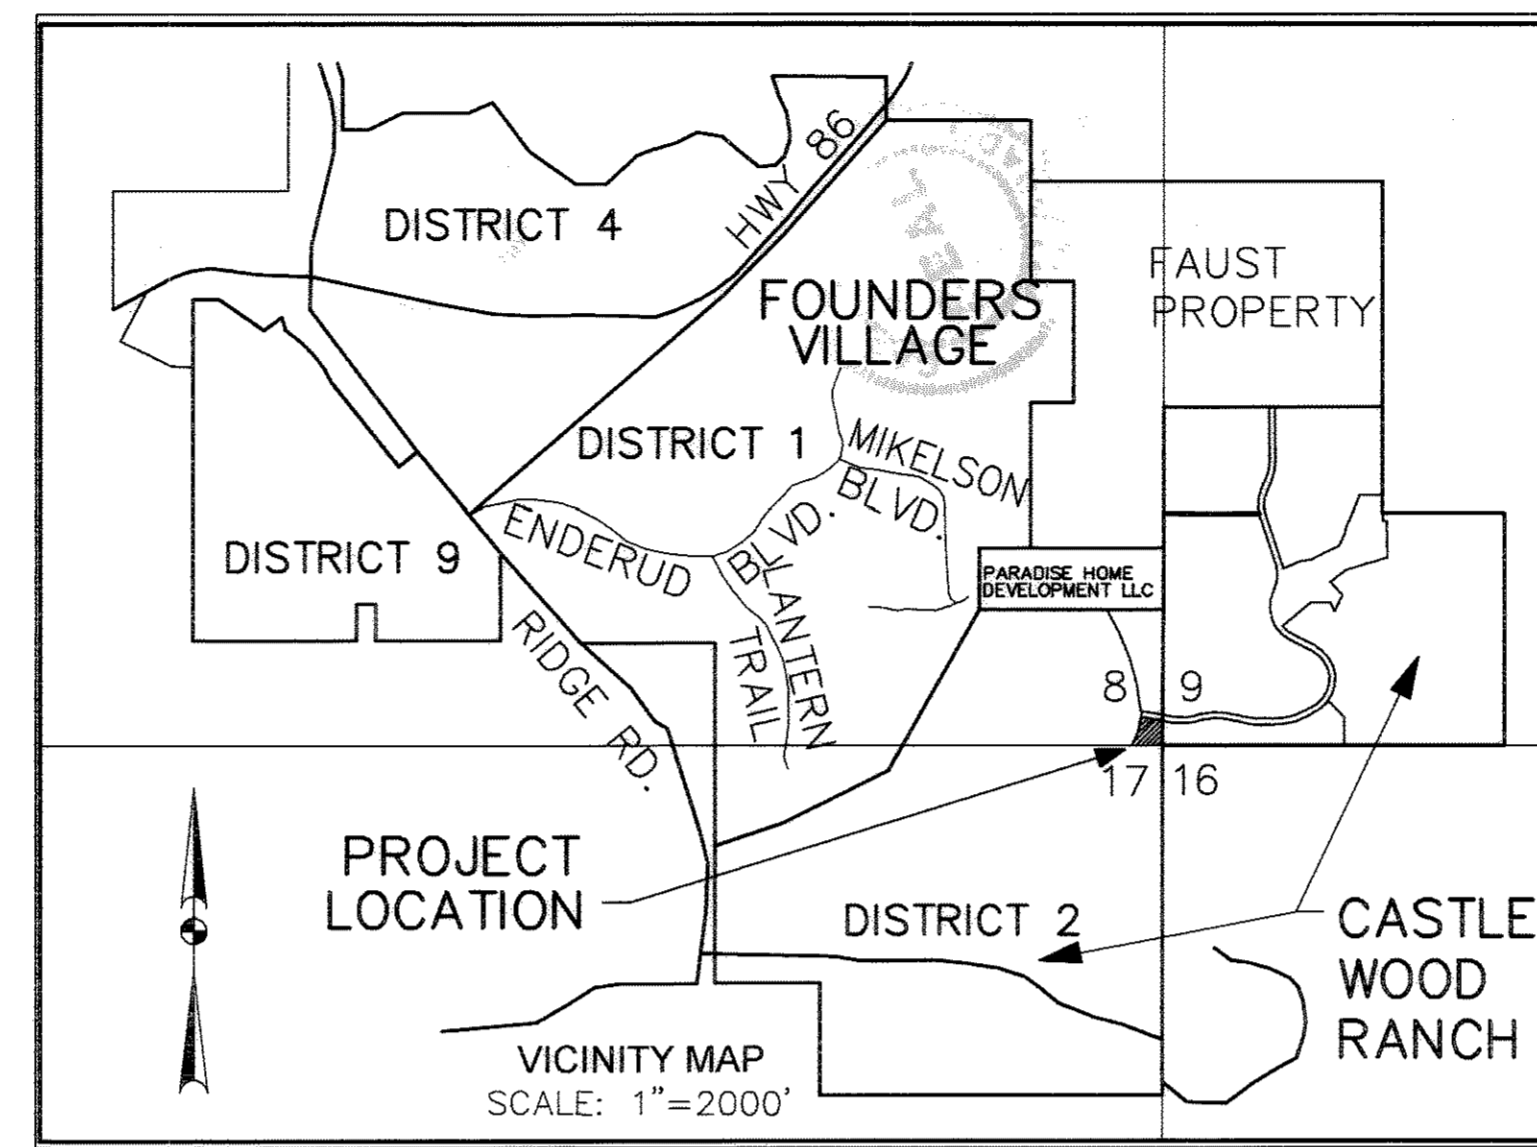 HWY 86
DISTRICT 4
FAUST
PROPERTY
FOUNDERS
VILLAGE
DISTRICT 1
MIKELSON
BLVD.
ENDERUD
BLVD.
DISTRICT 9
LANTERN
TRAIL
PARADISE HOME
DEVELOPMENT LLC
RIDGE RD.
8 9
17 16
PROJECT
LOCATION
DISTRICT 2
CASTLE
WOOD
RANCH
VICINITY MAP
SCALE: 1"=2000'